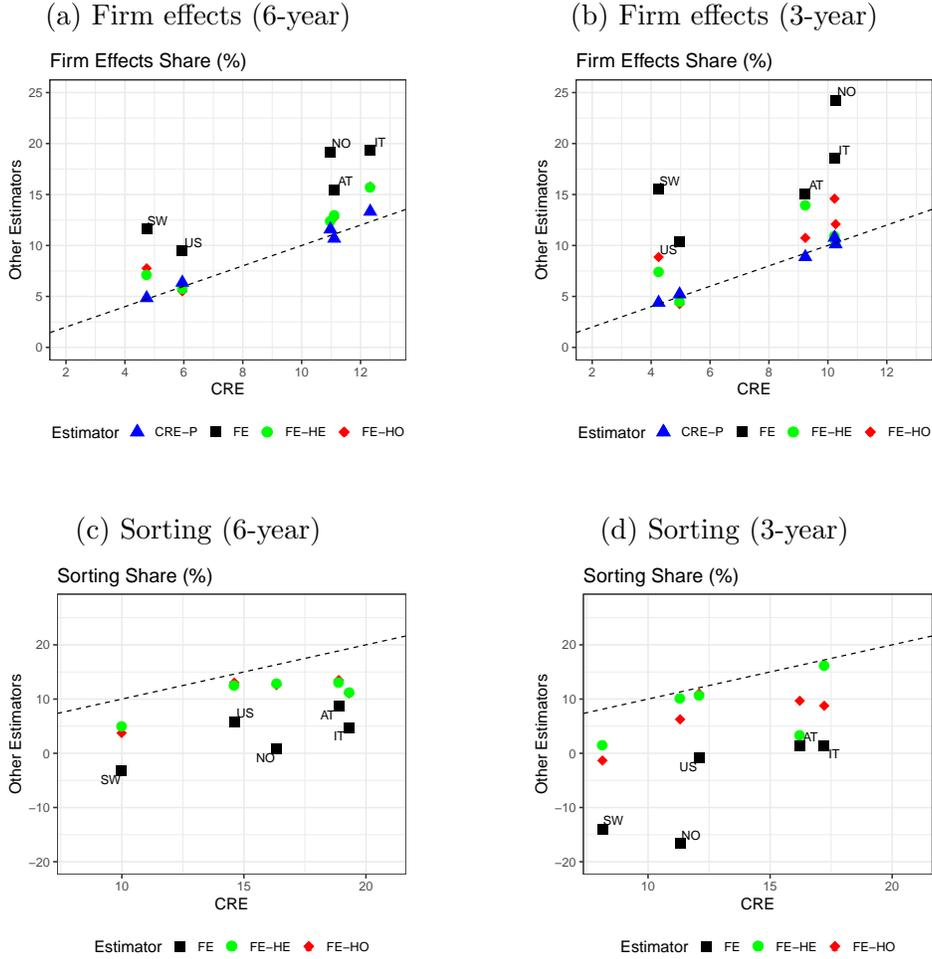 (a) Firm effects (6-year)
Firm Effects Share (%)
Other Estimators
25
20
15
10
5
0
NO
IT
AT
SW
US
2 4 6 8 10 12
CRE
Estimator CRE−P FE FE−HE FE−HO
(b) Firm effects (3-year)
Firm Effects Share (%)
Other Estimators
25
20
15
10
5
0
NO
IT
SW
AT
US
2 4 6 8 10 12
CRE
Estimator CRE−P FE FE−HE FE−HO
(c) Sorting (6-year)
Sorting Share (%)
Other Estimators
20
10
0
−10
−20
US
AT
IT
NO
SW
10 15 20
CRE
Estimator FE FE−HE FE−HO
(d) Sorting (3-year)
Sorting Share (%)
Other Estimators
20
10
0
−10
−20
AT
IT
US
SW
NO
10 15 20
CRE
Estimator FE FE−HE FE−HO